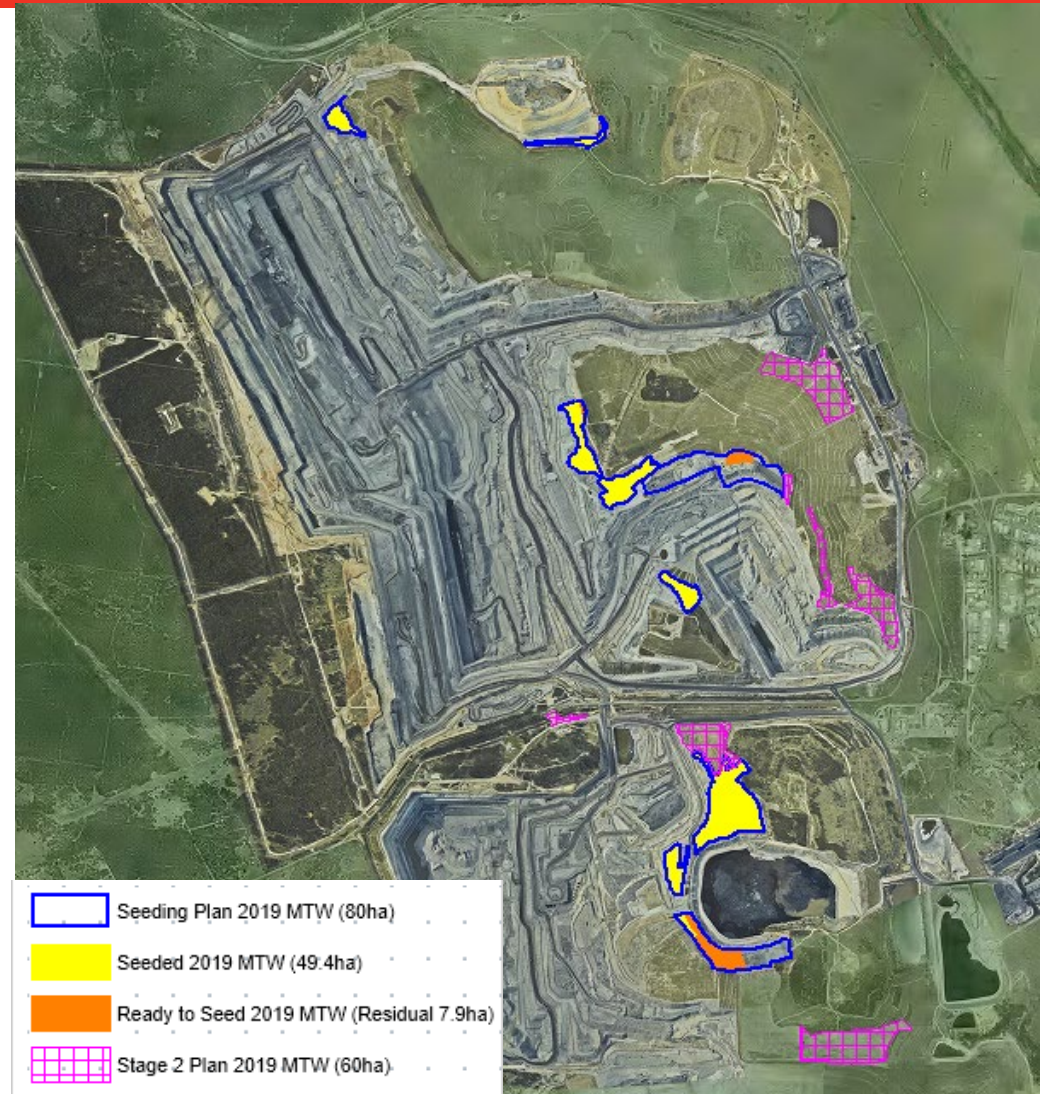 Seeding Plan 2019 MTW (80ha)
Seeded 2019 MTW (49.4ha)
Ready to Seed 2019 MTW (Residual 7.9ha)
Stage 2 Plan 2019 MTW (60ha)